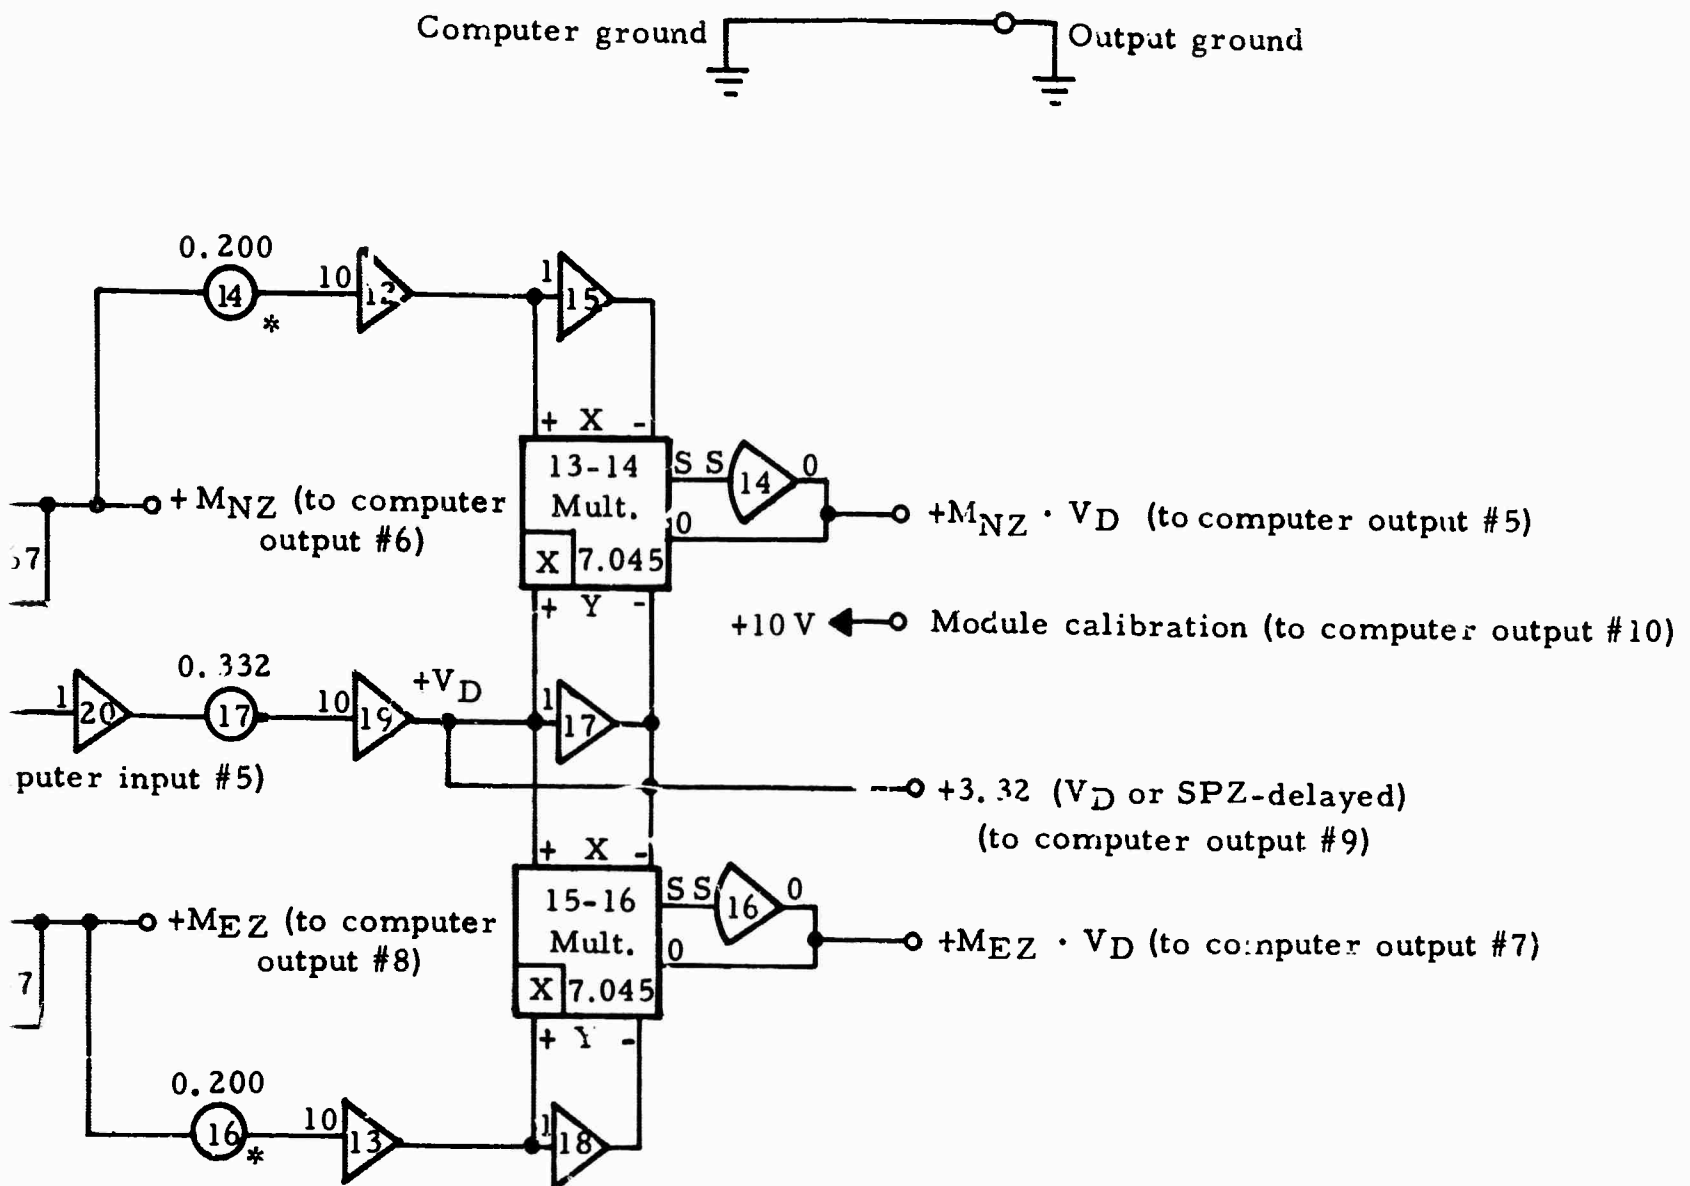 Computer ground
Output ground
0.200
14
*
10
12
1
15
+ X -
13-14
Mult.
X 7.045
S S
14
0
0
+MNZ · VD (to computer output #5)
+ MNZ (to computer
output #6)
7
+ Y -
+10 V
Module calibration (to computer output #10)
1
20
0.332
17
10
19
+VD
1
17
puter input #5)
+3.32 (VD or SPZ-delayed)
(to computer output #9)
+ X -
15-16
Mult.
X 7.045
S S
16
0
0
+MEZ · VD (to computer output #7)
+MEZ (to computer
output #8)
7
+ Y -
0.200
16
*
10
13
1
18